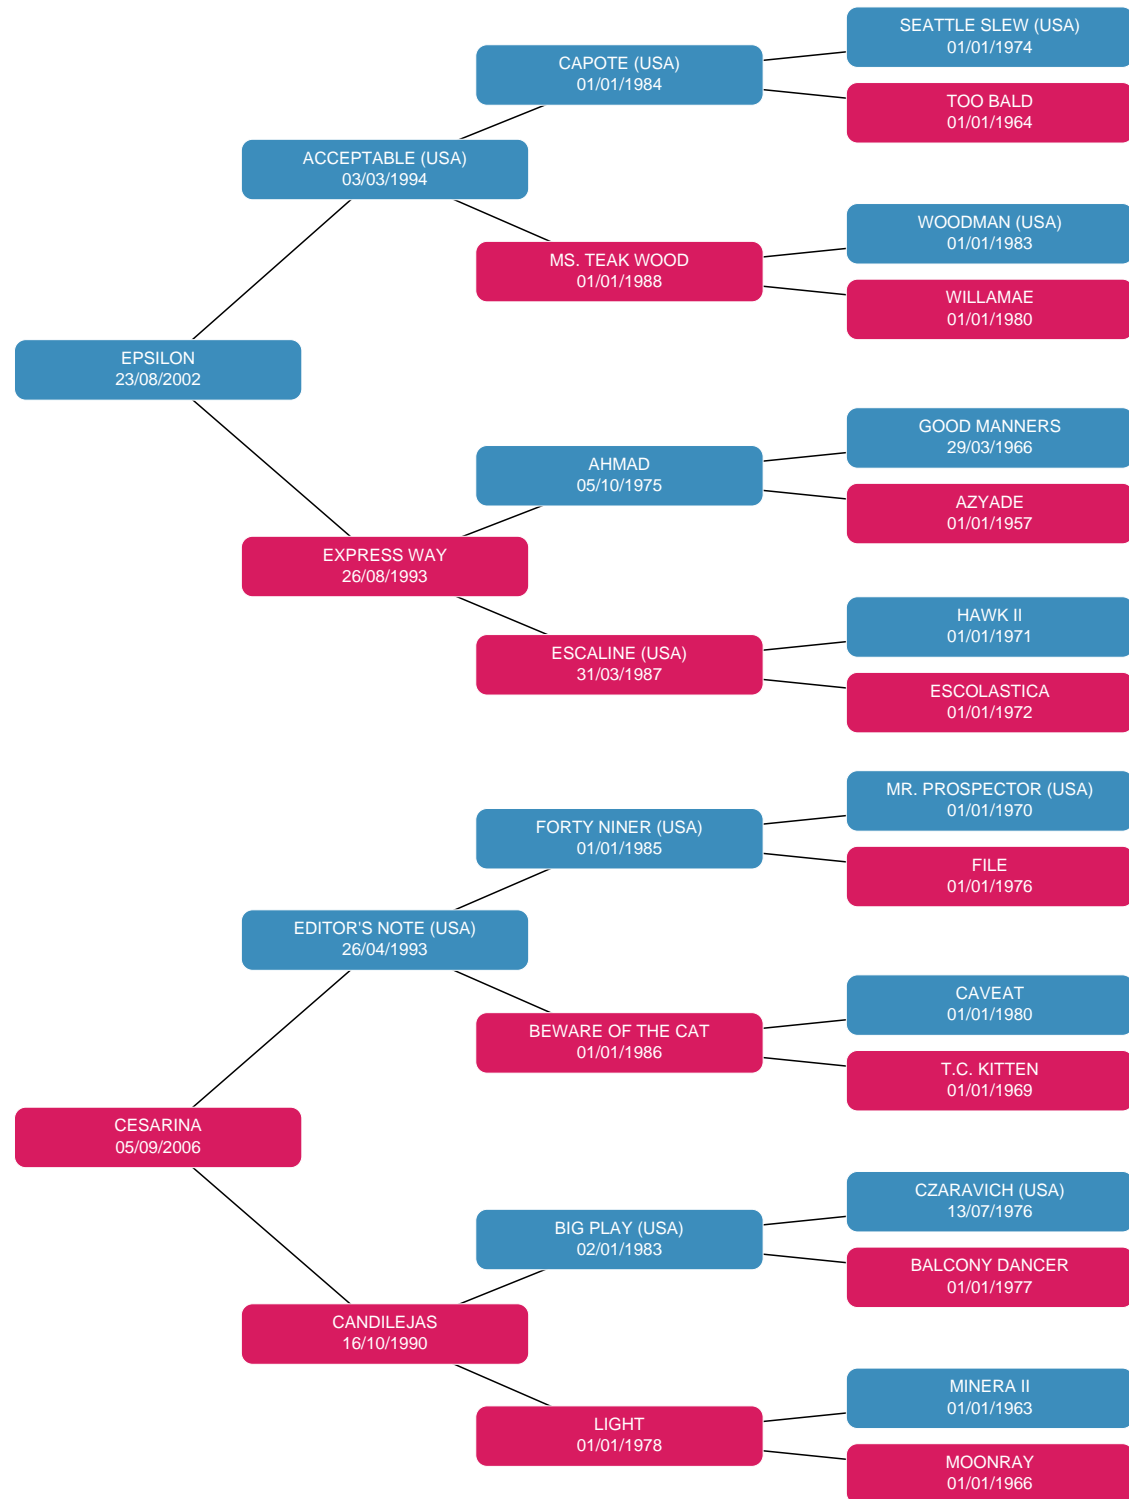 SEATTLE SLEW (USA)
01/01/1974
CAPOTE (USA)
01/01/1984
TOO BALD
01/01/1964
ACCEPTABLE (USA)
03/03/1994
WOODMAN (USA)
01/01/1983
MS. TEAK WOOD
01/01/1988
WILLAMAE
01/01/1980
EPSILON
23/08/2002
GOOD MANNERS
29/03/1966
AHMAD
05/10/1975
AZYADE
01/01/1957
EXPRESS WAY
26/08/1993
HAWK II
01/01/1971
ESCALINE (USA)
31/03/1987
ESCOLASTICA
01/01/1972
MR. PROSPECTOR (USA)
01/01/1970
FORTY NINER (USA)
01/01/1985
FILE
01/01/1976
EDITOR'S NOTE (USA)
26/04/1993
CAVEAT
01/01/1980
BEWARE OF THE CAT
01/01/1986
T.C. KITTEN
01/01/1969
CESARINA
05/09/2006
CZARAVICH (USA)
13/07/1976
BIG PLAY (USA)
02/01/1983
BALCONY DANCER
01/01/1977
CANDILEJAS
16/10/1990
MINERA II
01/01/1963
LIGHT
01/01/1978
MOONRAY
01/01/1966